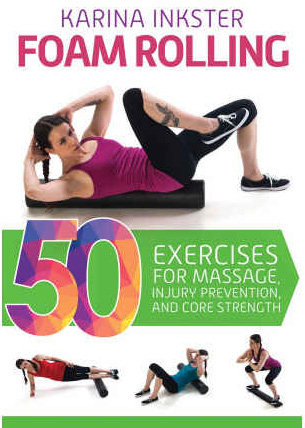 KARINA INKSTER
FOAM ROLLING
50
EXERCISES
FOR MASSAGE,
INJURY PREVENTION,
AND CORE STRENGTH